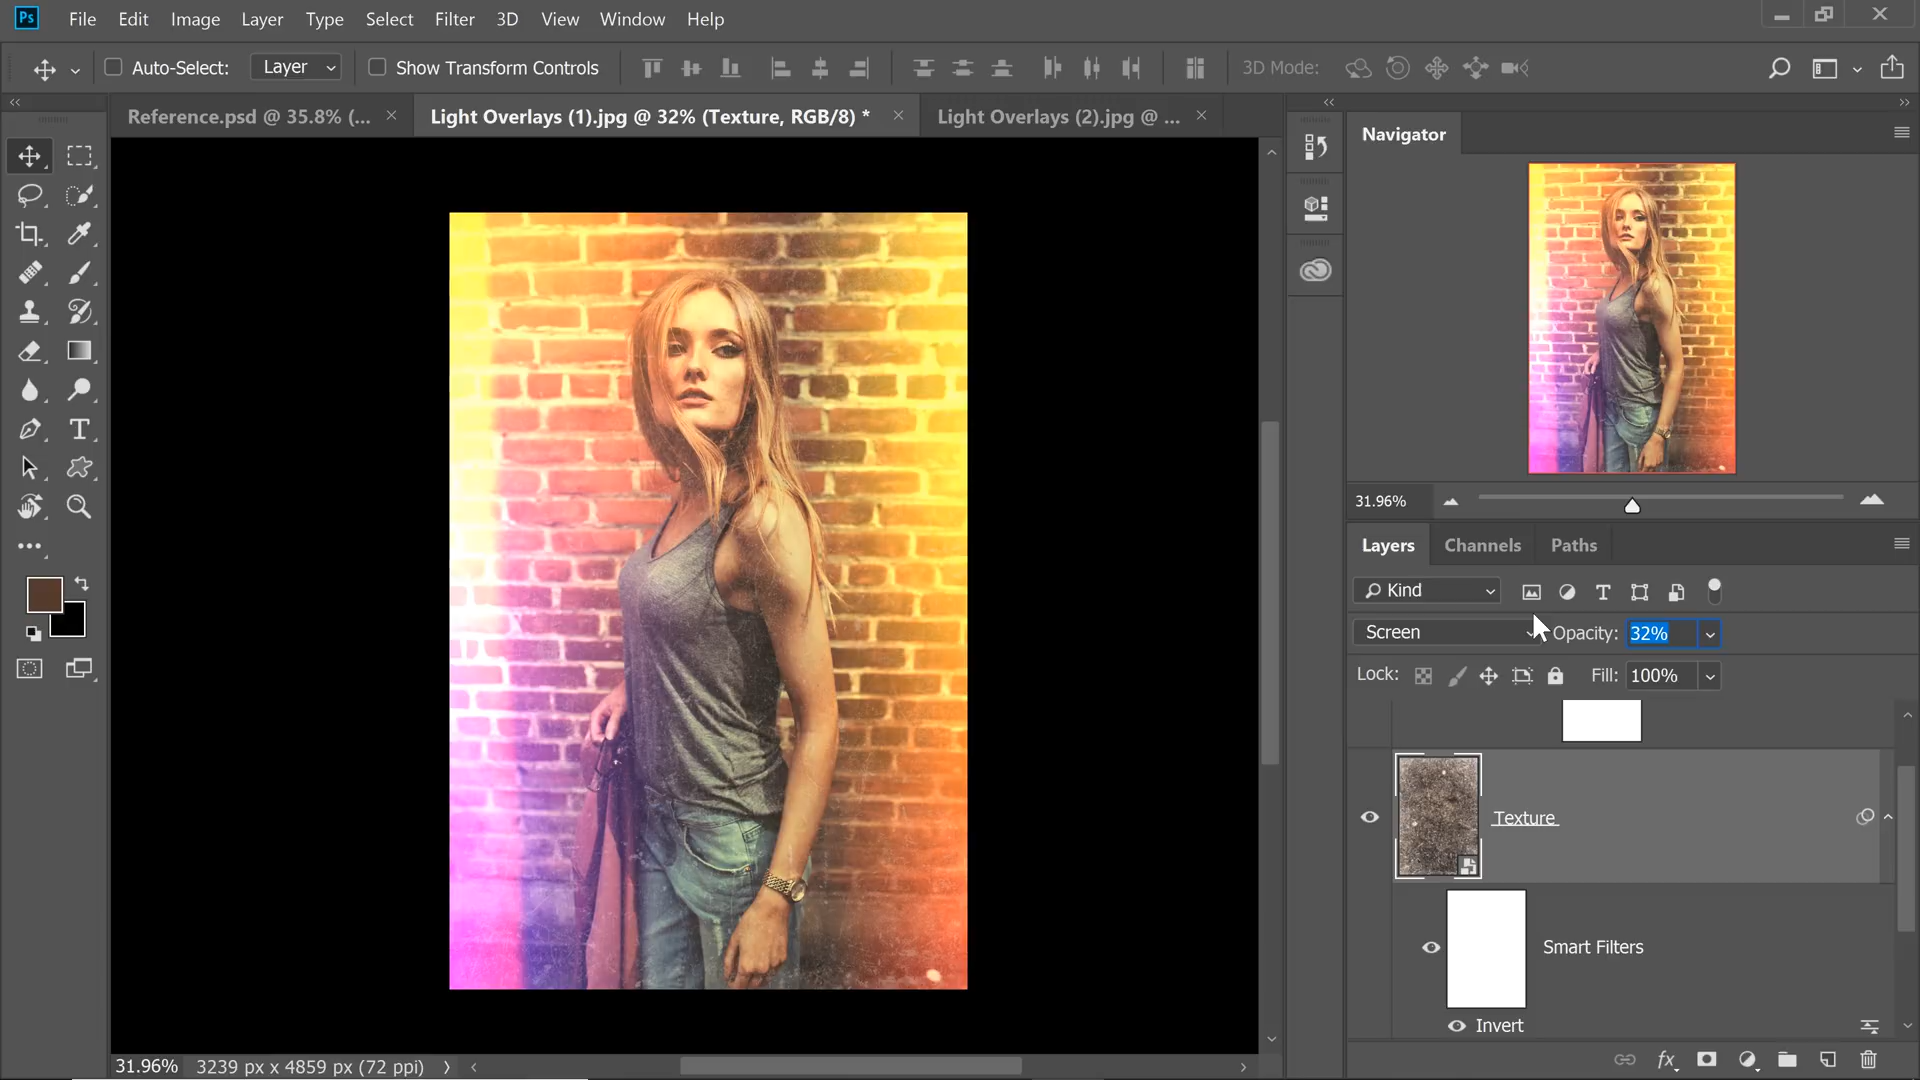 Ps File Edit Image Layer Type Select Filter 3D View Window Help
Auto-Select: Layer Show Transform Controls 3D Mode:
Reference.psd @ 35.8% (... × Light Overlays (1).jpg @ 32% (Texture, RGB/8) * × Light Overlays (2).jpg @ ... ×
Navigator
31.96%
Layers Channels Paths
Kind
Screen Opacity: 32%
Lock: Fill: 100%
Texture
Smart Filters
Invert
31.96% 3239 px x 4859 px (72 ppi)